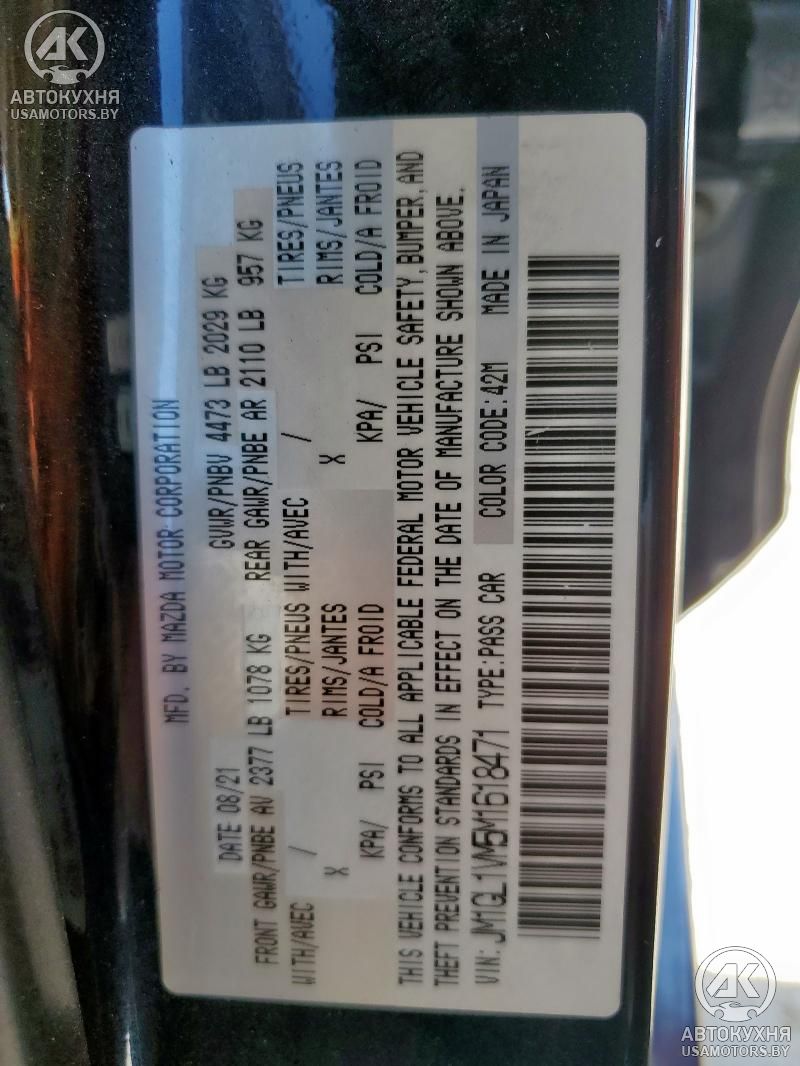 AK
АВТОКУХНЯ
USAMOTORS.BY
MFD. BY MAZDA MOTOR CORPORATION
DATE 08/21 GVWR/PNBV 4473 LB 2029 KG
FRONT GAWR/PNBE AV 2377 LB 1078 KG REAR GAWR/PNBE AR 2110 LB 957 KG
WITH/AVEC / TIRES/PNEUS WITH/AVEC / TIRES/PNEUS
X RIMS/JANTES X RIMS/JANTES
KPA/ PSI COLD/A FROID KPA/ PSI COLD/A FROID
THIS VEHICLE CONFORMS TO ALL APPLICABLE FEDERAL MOTOR VEHICLE SAFETY, BUMPER, AND
THEFT PREVENTION STANDARDS IN EFFECT ON THE DATE OF MANUFACTURE SHOWN ABOVE.
VIN: JM1GL1VM5M1618471 TYPE:PASS CAR COLOR CODE:42M MADE IN JAPAN
AK
АВТОКУХНЯ
USAMOTORS.BY